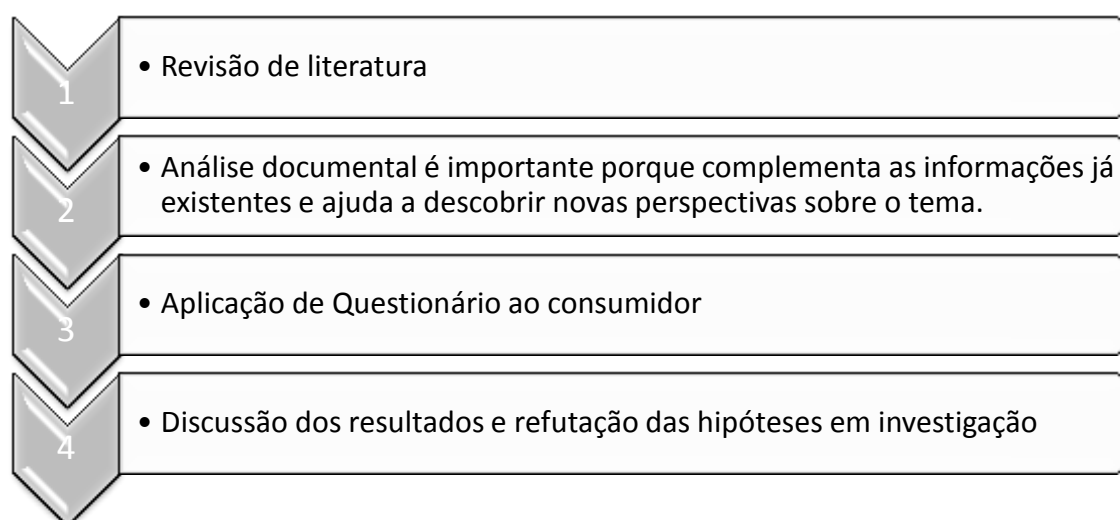 1
• Revisão de literatura
2
• Análise documental é importante porque complementa as informações já
existentes e ajuda a descobrir novas perspectivas sobre o tema.
3
• Aplicação de Questionário ao consumidor
4
• Discussão dos resultados e refutação das hipóteses em investigação